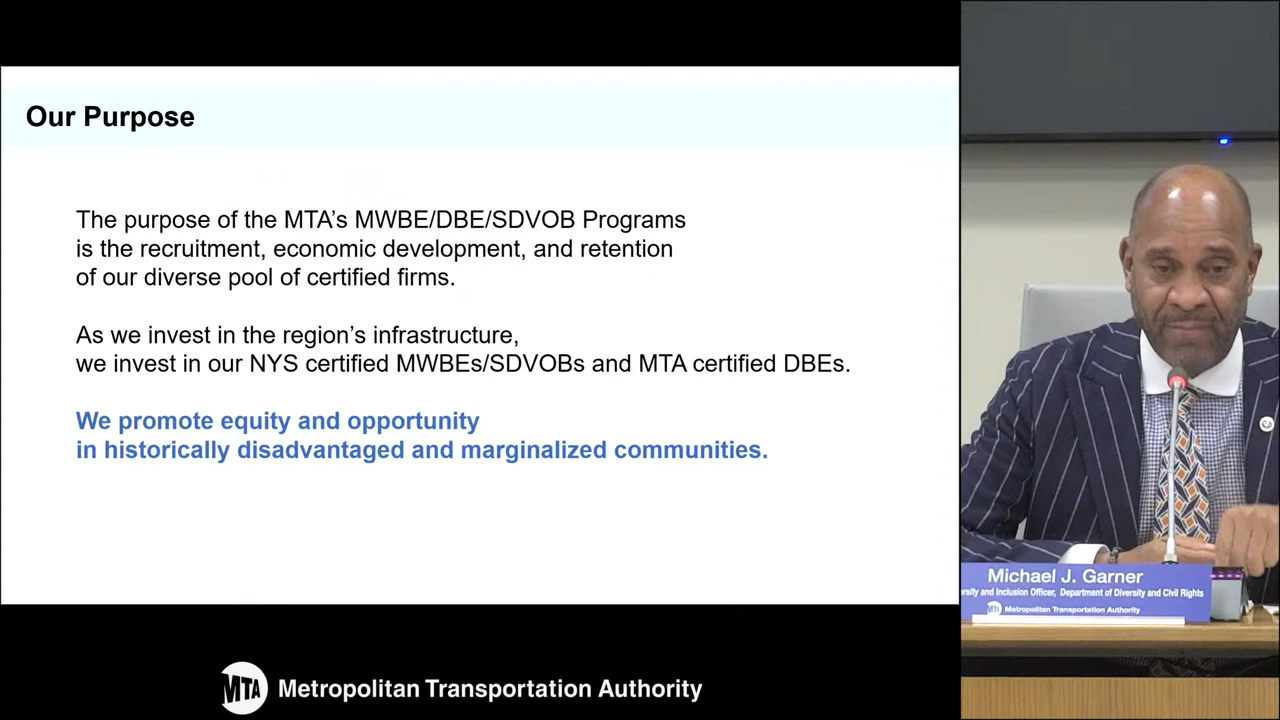 Our Purpose
The purpose of the MTA’s MWBE/DBE/SDVOB Programs
is the recruitment, economic development, and retention
of our diverse pool of certified firms.
As we invest in the region’s infrastructure,
we invest in our NYS certified MWBEs/SDVOBs and MTA certified DBEs.
We promote equity and opportunity
in historically disadvantaged and marginalized communities.
MTA Metropolitan Transportation Authority
Michael J. Garner
ersity and Inclusion Officer, Department of Diversity and Civil Rights
MTA Metropolitan Transportation Authority